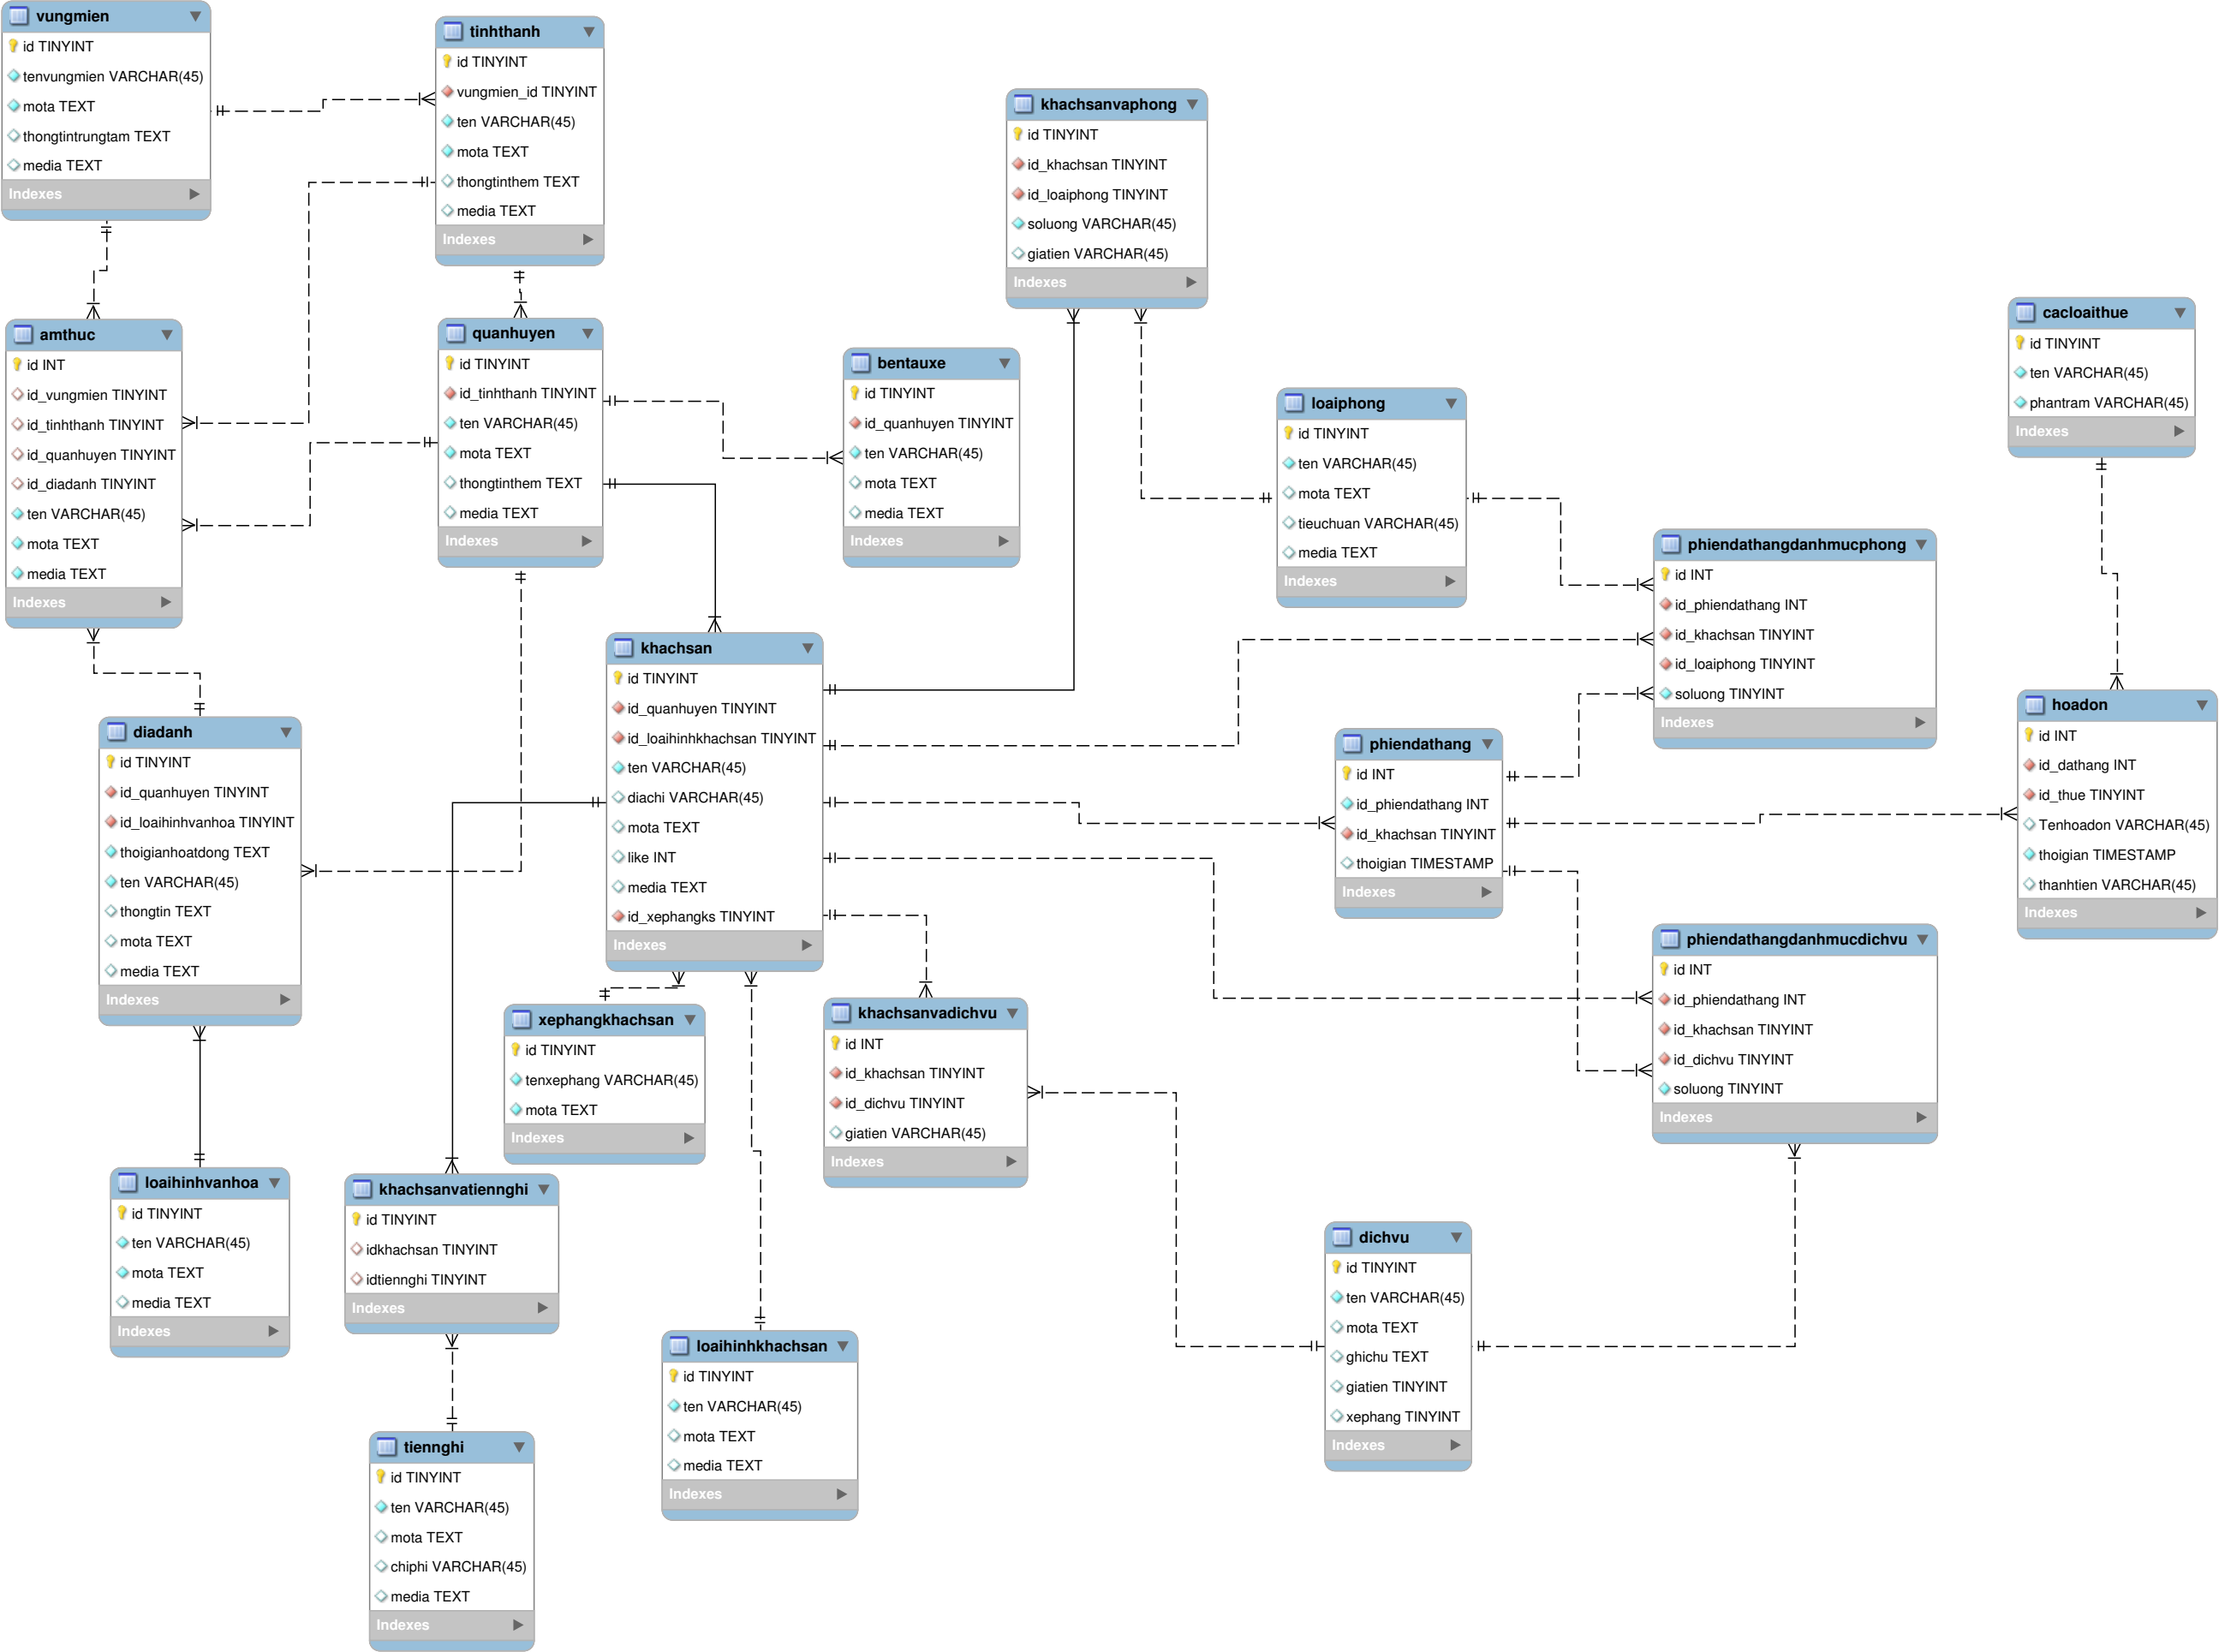 vungmien
id TINYINT
tenvungmien VARCHAR(45)
mota TEXT
thongtintrungtam TEXT
media TEXT
Indexes
tinhthanh
id TINYINT
vungmien_id TINYINT
ten VARCHAR(45)
mota TEXT
thongtinthem TEXT
media TEXT
Indexes
khachsanvaphong
id TINYINT
id_khachsan TINYINT
id_loaiphong TINYINT
soluong VARCHAR(45)
giatien VARCHAR(45)
Indexes
cacloaithue
id TINYINT
ten VARCHAR(45)
phantram VARCHAR(45)
Indexes
amthuc
id INT
id_vungmien TINYINT
id_tinhthanh TINYINT
id_quanhuyen TINYINT
id_diadanh TINYINT
ten VARCHAR(45)
mota TEXT
media TEXT
Indexes
quanhuyen
id TINYINT
id_tinhthanh TINYINT
ten VARCHAR(45)
mota TEXT
thongtinthem TEXT
media TEXT
Indexes
bentauxe
id TINYINT
id_quanhuyen TINYINT
ten VARCHAR(45)
mota TEXT
media TEXT
Indexes
loaiphong
id TINYINT
ten VARCHAR(45)
mota TEXT
tieuchuan VARCHAR(45)
media TEXT
Indexes
phiendathangdanhmucphong
id INT
id_phiendathang INT
id_khachsan TINYINT
id_loaiphong TINYINT
soluong TINYINT
Indexes
khachsan
id TINYINT
id_quanhuyen TINYINT
id_loaihinhkhachsan TINYINT
ten VARCHAR(45)
diachi VARCHAR(45)
mota TEXT
like INT
media TEXT
id_xephangks TINYINT
Indexes
hoadon
id INT
id_dathang INT
id_thue TINYINT
Tenhoadon VARCHAR(45)
thoigian TIMESTAMP
thanhtien VARCHAR(45)
Indexes
diadanh
id TINYINT
id_quanhuyen TINYINT
id_loaihinhvanhoa TINYINT
thoigianhoatdong TEXT
ten VARCHAR(45)
thongtin TEXT
mota TEXT
media TEXT
Indexes
phiendathang
id INT
id_phiendathang INT
id_khachsan TINYINT
thoigian TIMESTAMP
Indexes
phiendathangdanhmucdichvu
id INT
id_phiendathang INT
id_khachsan TINYINT
id_dichvu TINYINT
soluong TINYINT
Indexes
xephangkhachsan
id TINYINT
tenxephang VARCHAR(45)
mota TEXT
Indexes
khachsanvadichvu
id INT
id_khachsan TINYINT
id_dichvu TINYINT
giatien VARCHAR(45)
Indexes
loaihinhvanhoa
id TINYINT
ten VARCHAR(45)
mota TEXT
media TEXT
Indexes
khachsanvatiennghi
id TINYINT
idkhachsan TINYINT
idtiennghi TINYINT
Indexes
dichvu
id TINYINT
ten VARCHAR(45)
mota TEXT
ghichu TEXT
giatien TINYINT
xephang TINYINT
Indexes
loaihinhkhachsan
id TINYINT
ten VARCHAR(45)
mota TEXT
media TEXT
Indexes
tiennghi
id TINYINT
ten VARCHAR(45)
mota TEXT
chiphi VARCHAR(45)
media TEXT
Indexes